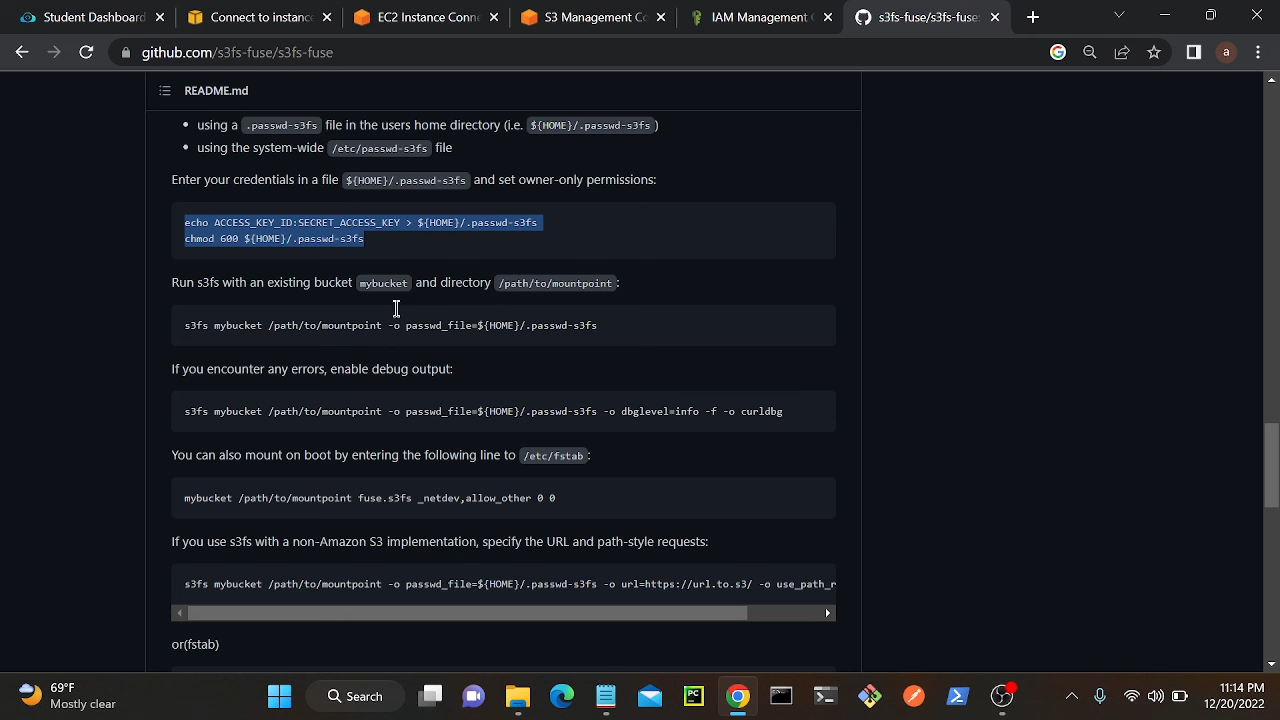 Student Dashboard
Connect to instance
EC2 Instance Conn
S3 Management Co
IAM Management C
s3fs-fuse/s3fs-fuse:
github.com/s3fs-fuse/s3fs-fuse
a
README.md
using a .passwd-s3fs file in the users home directory (i.e. ${HOME}/.passwd-s3fs)
using the system-wide /etc/passwd-s3fs file
Enter your credentials in a file ${HOME}/.passwd-s3fs and set owner-only permissions:
echo ACCESS_KEY_ID:SECRET_ACCESS_KEY > ${HOME}/.passwd-s3fs
chmod 600 ${HOME}/.passwd-s3fs
Run s3fs with an existing bucket mybucket and directory /path/to/mountpoint:
s3fs mybucket /path/to/mountpoint -o passwd_file=${HOME}/.passwd-s3fs
If you encounter any errors, enable debug output:
s3fs mybucket /path/to/mountpoint -o passwd_file=${HOME}/.passwd-s3fs -o dbglevel=info -f -o curldbg
You can also mount on boot by entering the following line to /etc/fstab:
mybucket /path/to/mountpoint fuse.s3fs _netdev,allow_other 0 0
If you use s3fs with a non-Amazon S3 implementation, specify the URL and path-style requests:
s3fs mybucket /path/to/mountpoint -o passwd_file=${HOME}/.passwd-s3fs -o url=https://url.to.s3/ -o use_path_r
or(fstab)
69°F
Mostly clear
Search
PC
11:14 PM
12/20/2022